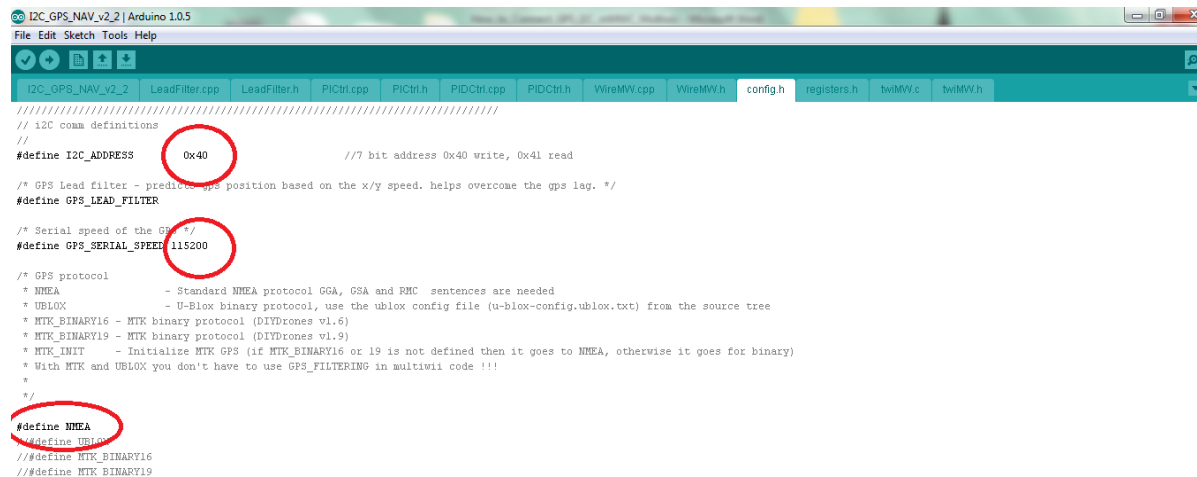 I2C_GPS_NAV_v2_2 | Arduino 1.0.5
File Edit Sketch Tools Help
I2C_GPS_NAV_v2_2 LeadFilter.cpp LeadFilter.h PICtrl.cpp PICtrl.h PIDCtrl.cpp PIDCtrl.h WireMW.cpp WireMW.h config.h registers.h twiMW.c twiMW.h
////////////////////////////////////////////////////////////////////////////////
// i2C comm definitions
//
#define I2C_ADDRESS 0x40 //7 bit address 0x40 write, 0x41 read
/* GPS Lead filter - predicts gps position based on the x/y speed. helps overcome the gps lag. */
#define GPS_LEAD_FILTER
/* Serial speed of the GPS */
#define GPS_SERIAL_SPEED 115200
/* GPS protocol
* NMEA - Standard NMEA protocol GGA, GSA and RMC sentences are needed
* UBLOX - U-Blox binary protocol, use the ublox config file (u-blox-config.ublox.txt) from the source tree
* MTK_BINARY16 - MTK binary protocol (DIYDrones v1.6)
* MTK_BINARY19 - MTK binary protocol (DIYDrones v1.9)
* MTK_INIT - Initialize MTK GPS (if MTK_BINARY16 or 19 is not defined then it goes to NMEA, otherwise it goes for binary)
* With MTK and UBLOX you don't have to use GPS_FILTERING in multiwii code !!!
*
*/
#define NMEA
//#define UBLOX
//#define MTK_BINARY16
//#define MTK_BINARY19